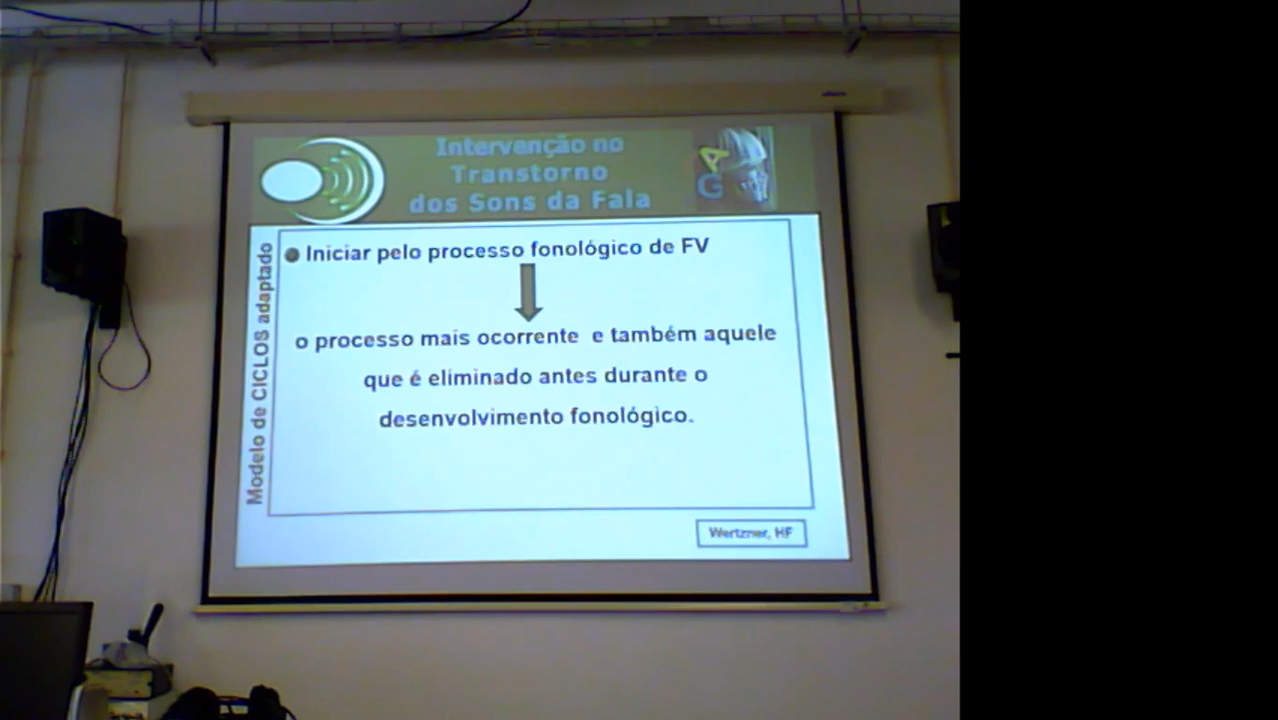 Intervenção no
Transtorno
dos Sons da Fala
A
G
Modelo de CICLOS adaptado
Iniciar pelo processo fonológico de FV
o processo mais ocorrente e também aquele
que é eliminado antes durante o
desenvolvimento fonológico.
Wertzner, HF